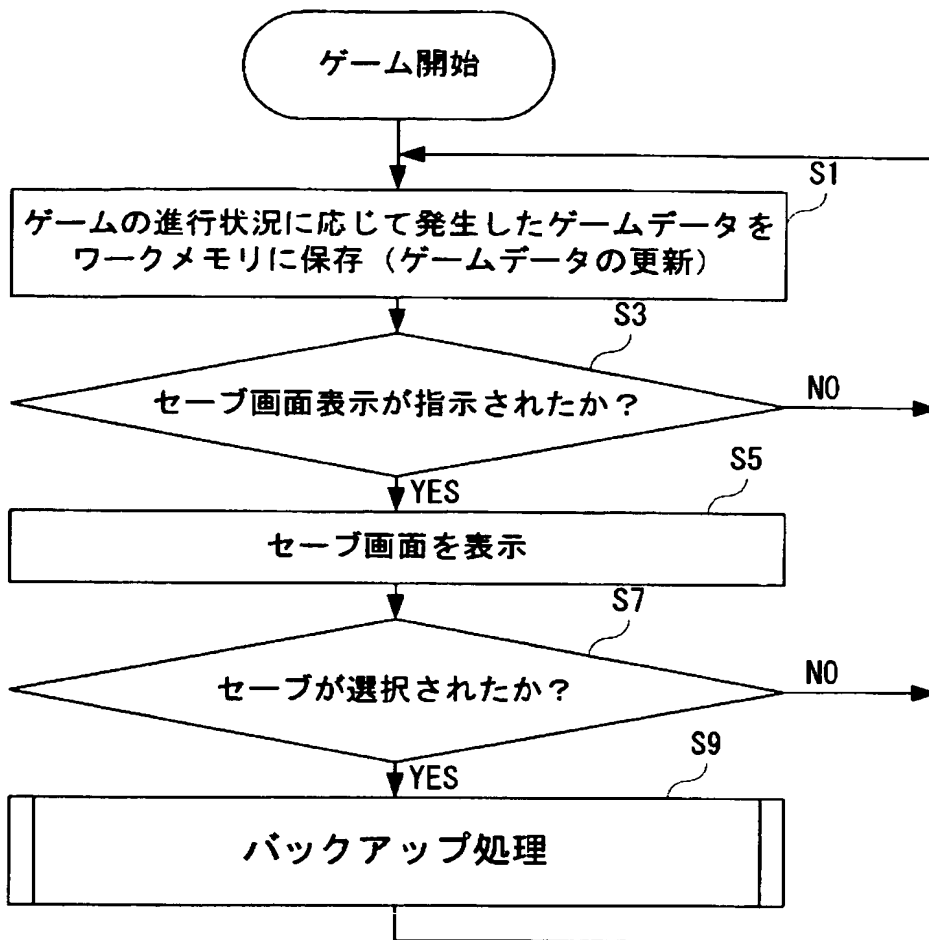 ゲーム開始
S1
ゲームの進行状況に応じて発生したゲームデータを
ワークメモリに保存（ゲームデータの更新）
S3
セーブ画面表示が指示されたか？
NO
YES
S5
セーブ画面を表示
S7
セーブが選択されたか？
NO
YES
S9
バックアップ処理